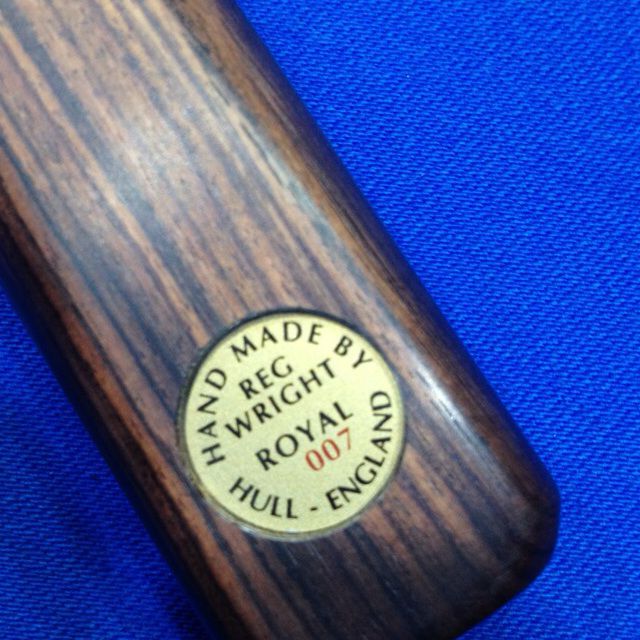 HAND MADE BY
REG
WRIGHT
ROYAL
007
HULL - ENGLAND